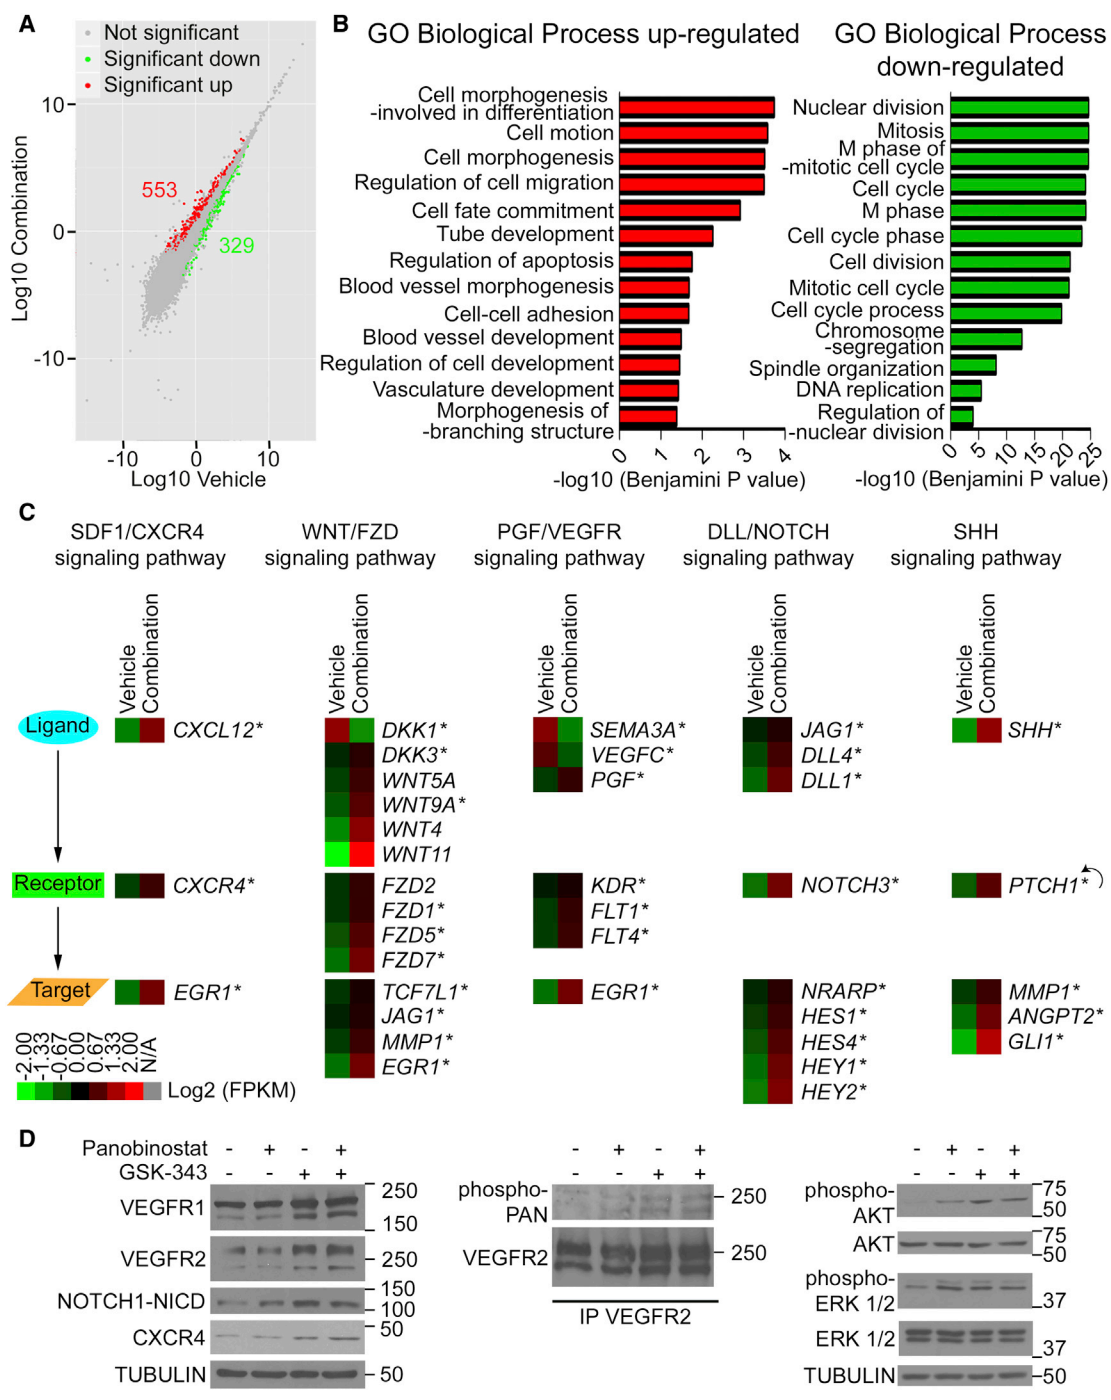 A
Not significant
Significant down
Significant up
10
0
-10
Log10 Combination
553
329
-10
0
10
Log10 Vehicle
B
GO Biological Process up-regulated
Cell morphogenesis
-involved in differentiation
Cell motion
Cell morphogenesis
Regulation of cell migration
Cell fate commitment
Tube development
Regulation of apoptosis
Blood vessel morphogenesis
Cell-cell adhesion
Blood vessel development
Regulation of cell development
Vasculature development
Morphogenesis of
-branching structure
0 1 2 3 4
-log10 (Benjamini P value)
GO Biological Process
down-regulated
Nuclear division
Mitosis
M phase of
-mitotic cell cycle
Cell cycle
M phase
Cell cycle phase
Cell division
Mitotic cell cycle
Cell cycle process
Chromosome
-segregation
Spindle organization
DNA replication
Regulation of
-nuclear division
0 5 10 15 20 25
-log10 (Benjamini P value)
C
SDF1/CXCR4
signaling pathway
WNT/FZD
signaling pathway
PGF/VEGFR
signaling pathway
DLL/NOTCH
signaling pathway
SHH
signaling pathway
Vehicle
Combination
Vehicle
Combination
Vehicle
Combination
Vehicle
Combination
Vehicle
Combination
Ligand
CXCL12*
DKK1*
DKK3*
WNT5A
WNT9A*
WNT4
WNT11
SEMA3A*
VEGFC*
PGF*
JAG1*
DLL4*
DLL1*
SHH*
Receptor
CXCR4*
FZD2
FZD1*
FZD5*
FZD7*
KDR*
FLT1*
FLT4*
NOTCH3*
PTCH1*
Target
EGR1*
TCF7L1*
JAG1*
MMP1*
EGR1*
EGR1*
NRARP*
HES1*
HES4*
HEY1*
HEY2*
MMP1*
ANGPT2*
GLI1*
-2.00 -1.33 -0.67 0.00 0.67 1.33 2.00 N/A
Log2 (FPKM)
D
Panobinostat - + - +
GSK-343 - - + +
VEGFR1
250
150
VEGFR2
250
NOTCH1-NICD
150
100
CXCR4
50
TUBULIN
50
- + - +
- - + +
phospho-
PAN
250
VEGFR2
250
IP VEGFR2
- + - +
- - + +
phospho-
AKT
75
50
AKT
75
50
phospho-
ERK 1/2
37
ERK 1/2
37
TUBULIN
50